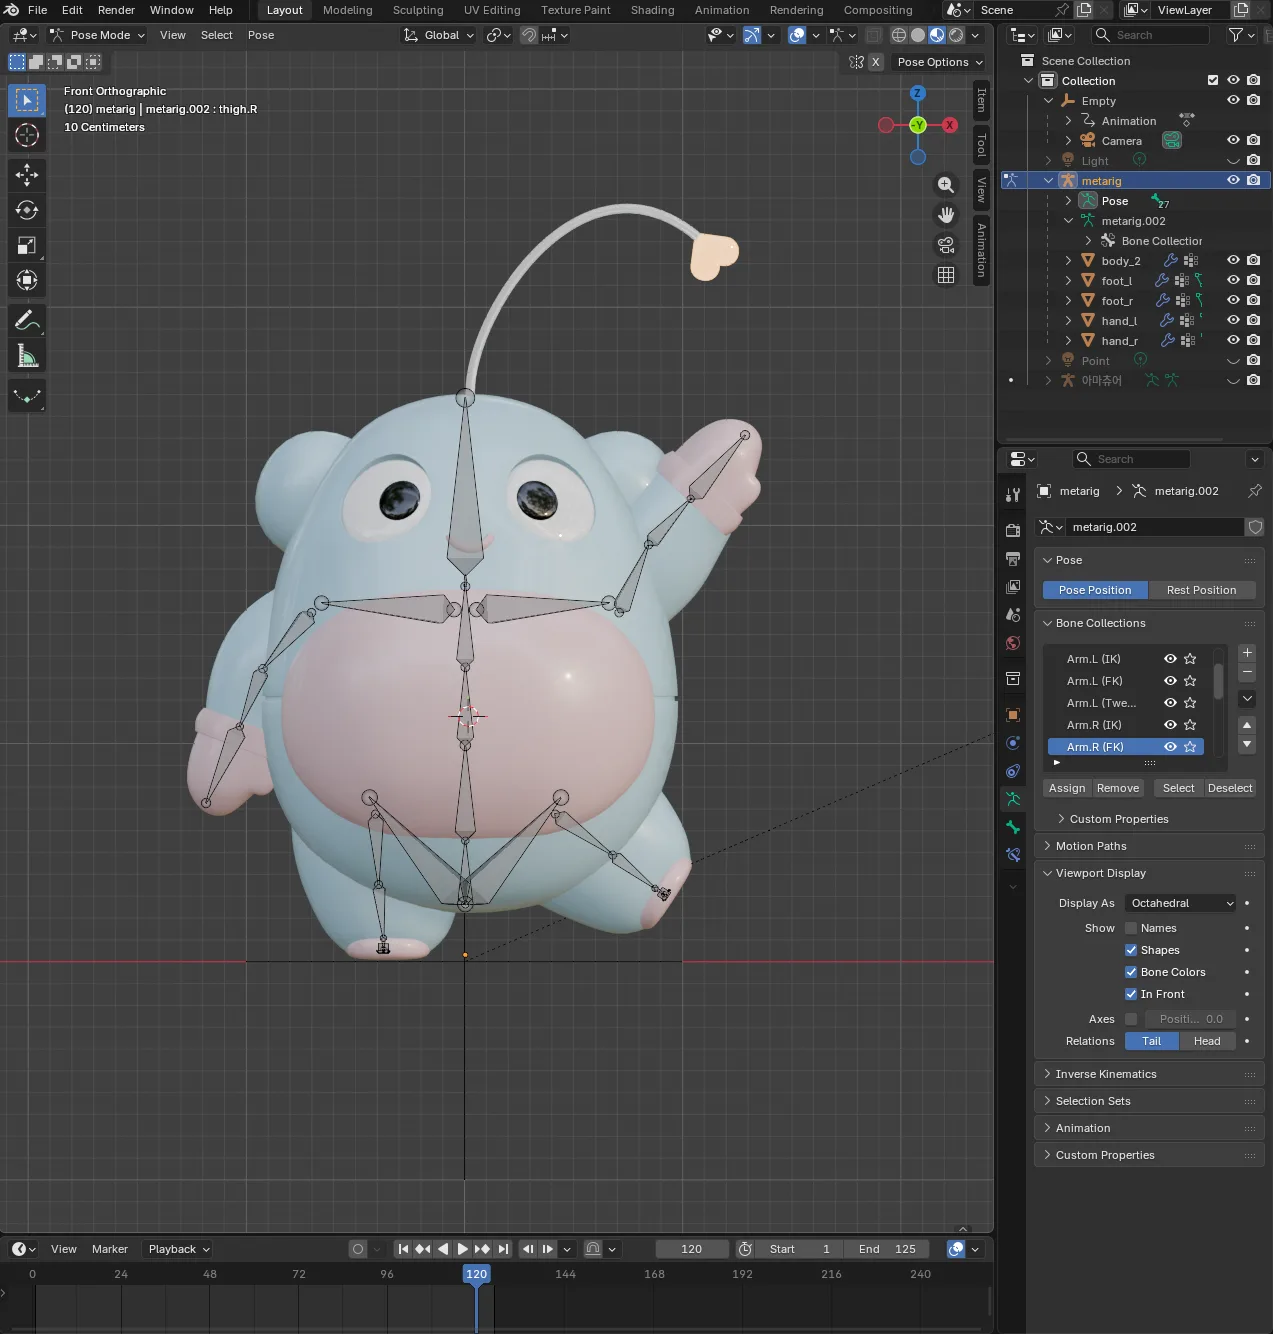 File Edit Render Window Help Layout Modeling Sculpting UV Editing Texture Paint Shading Animation Rendering Compositing Scene ViewLayer
Pose Mode View Select Pose Global Search
X Pose Options
Front Orthographic
(120) metarig | metarig.002 : thigh.R
10 Centimeters
Z
-Y
X
Item
Tool
View
Animation
Scene Collection
Collection
Empty
Animation
Camera
Light
metarig
Pose 27
metarig.002
Bone Collection
body_2
foot_l
foot_r
hand_l
hand_r
Point
아마츄어
Search
metarig > metarig.002
metarig.002
Pose
Pose Position Rest Position
Bone Collections
Arm.L (IK)
Arm.L (FK)
Arm.L (Twe...
Arm.R (IK)
Arm.R (FK)
Assign Remove Select Deselect
Custom Properties
Motion Paths
Viewport Display
Display As Octahedral
Show Names
Shapes
Bone Colors
In Front
Axes Positi... 0.0
Relations Tail Head
Inverse Kinematics
Selection Sets
Animation
Custom Properties
View Marker Playback 120 Start 1 End 125
0 24 48 72 96 120 144 168 192 216 240